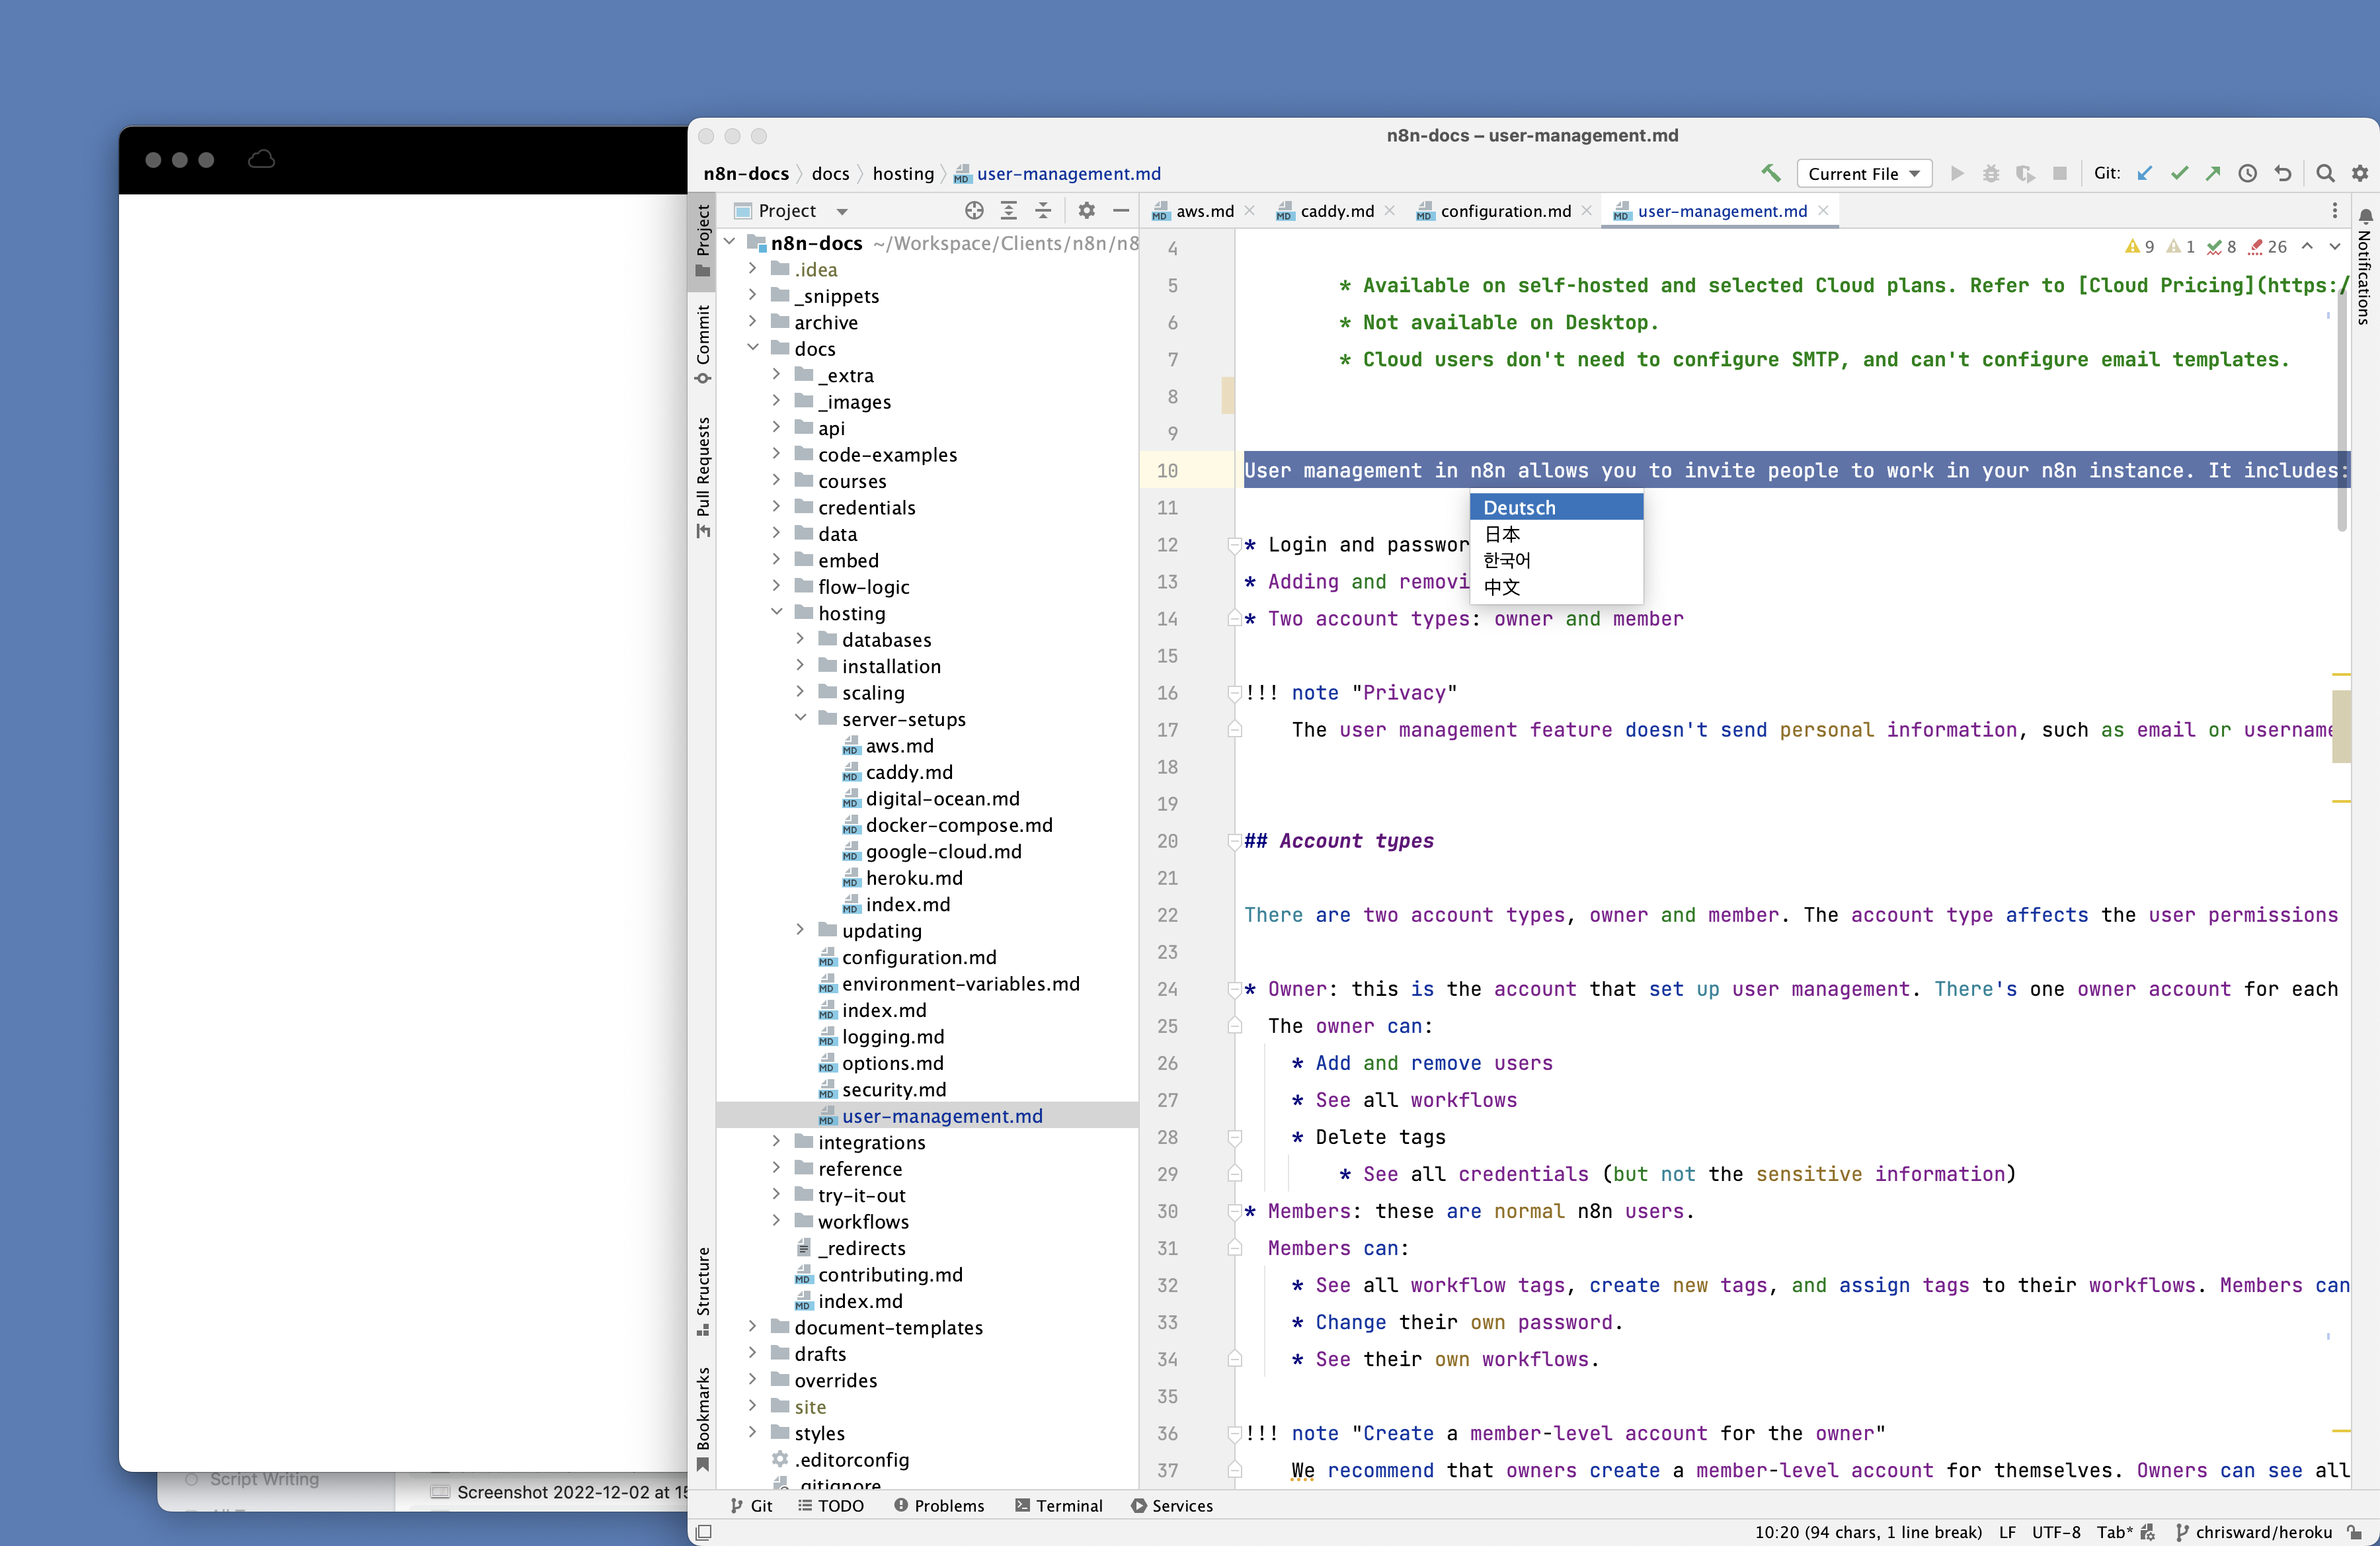 n8n-docs – user-management.md
n8n-docs docs hosting user-management.md
Current File
Git:
Project
aws.md
caddy.md
configuration.md
user-management.md
Project
Commit
Pull Requests
Structure
Bookmarks
n8n-docs ~/Workspace/Clients/n8n/n8
.idea
_snippets
archive
docs
_extra
_images
api
code-examples
courses
credentials
data
embed
flow-logic
hosting
databases
installation
scaling
server-setups
aws.md
caddy.md
digital-ocean.md
docker-compose.md
google-cloud.md
heroku.md
index.md
updating
configuration.md
environment-variables.md
index.md
logging.md
options.md
security.md
user-management.md
integrations
reference
try-it-out
workflows
_redirects
contributing.md
index.md
document-templates
drafts
overrides
site
styles
.editorconfig
.gitignore
9 1 8 26
4
5 * Available on self-hosted and selected Cloud plans. Refer to [Cloud Pricing](https:/
6 * Not available on Desktop.
7 * Cloud users don't need to configure SMTP, and can't configure email templates.
8
9
10 User management in n8n allows you to invite people to work in your n8n instance. It includes:
11
Deutsch
日本
한국어
中文
12 * Login and passwor
13 * Adding and removi
14 * Two account types: owner and member
15
16 !!! note "Privacy"
17 The user management feature doesn't send personal information, such as email or username
18
19
20 ## Account types
21
22 There are two account types, owner and member. The account type affects the user permissions
23
24 * Owner: this is the account that set up user management. There's one owner account for each
25 The owner can:
26 * Add and remove users
27 * See all workflows
28 * Delete tags
29 * See all credentials (but not the sensitive information)
30 * Members: these are normal n8n users.
31 Members can:
32 * See all workflow tags, create new tags, and assign tags to their workflows. Members can
33 * Change their own password.
34 * See their own workflows.
35
36 !!! note "Create a member-level account for the owner"
37 We recommend that owners create a member-level account for themselves. Owners can see all
Notifications
Git TODO Problems Terminal Services
10:20 (94 chars, 1 line break) LF UTF-8 Tab* chrisward/heroku
Script Writing
Screenshot 2022-12-02 at 15